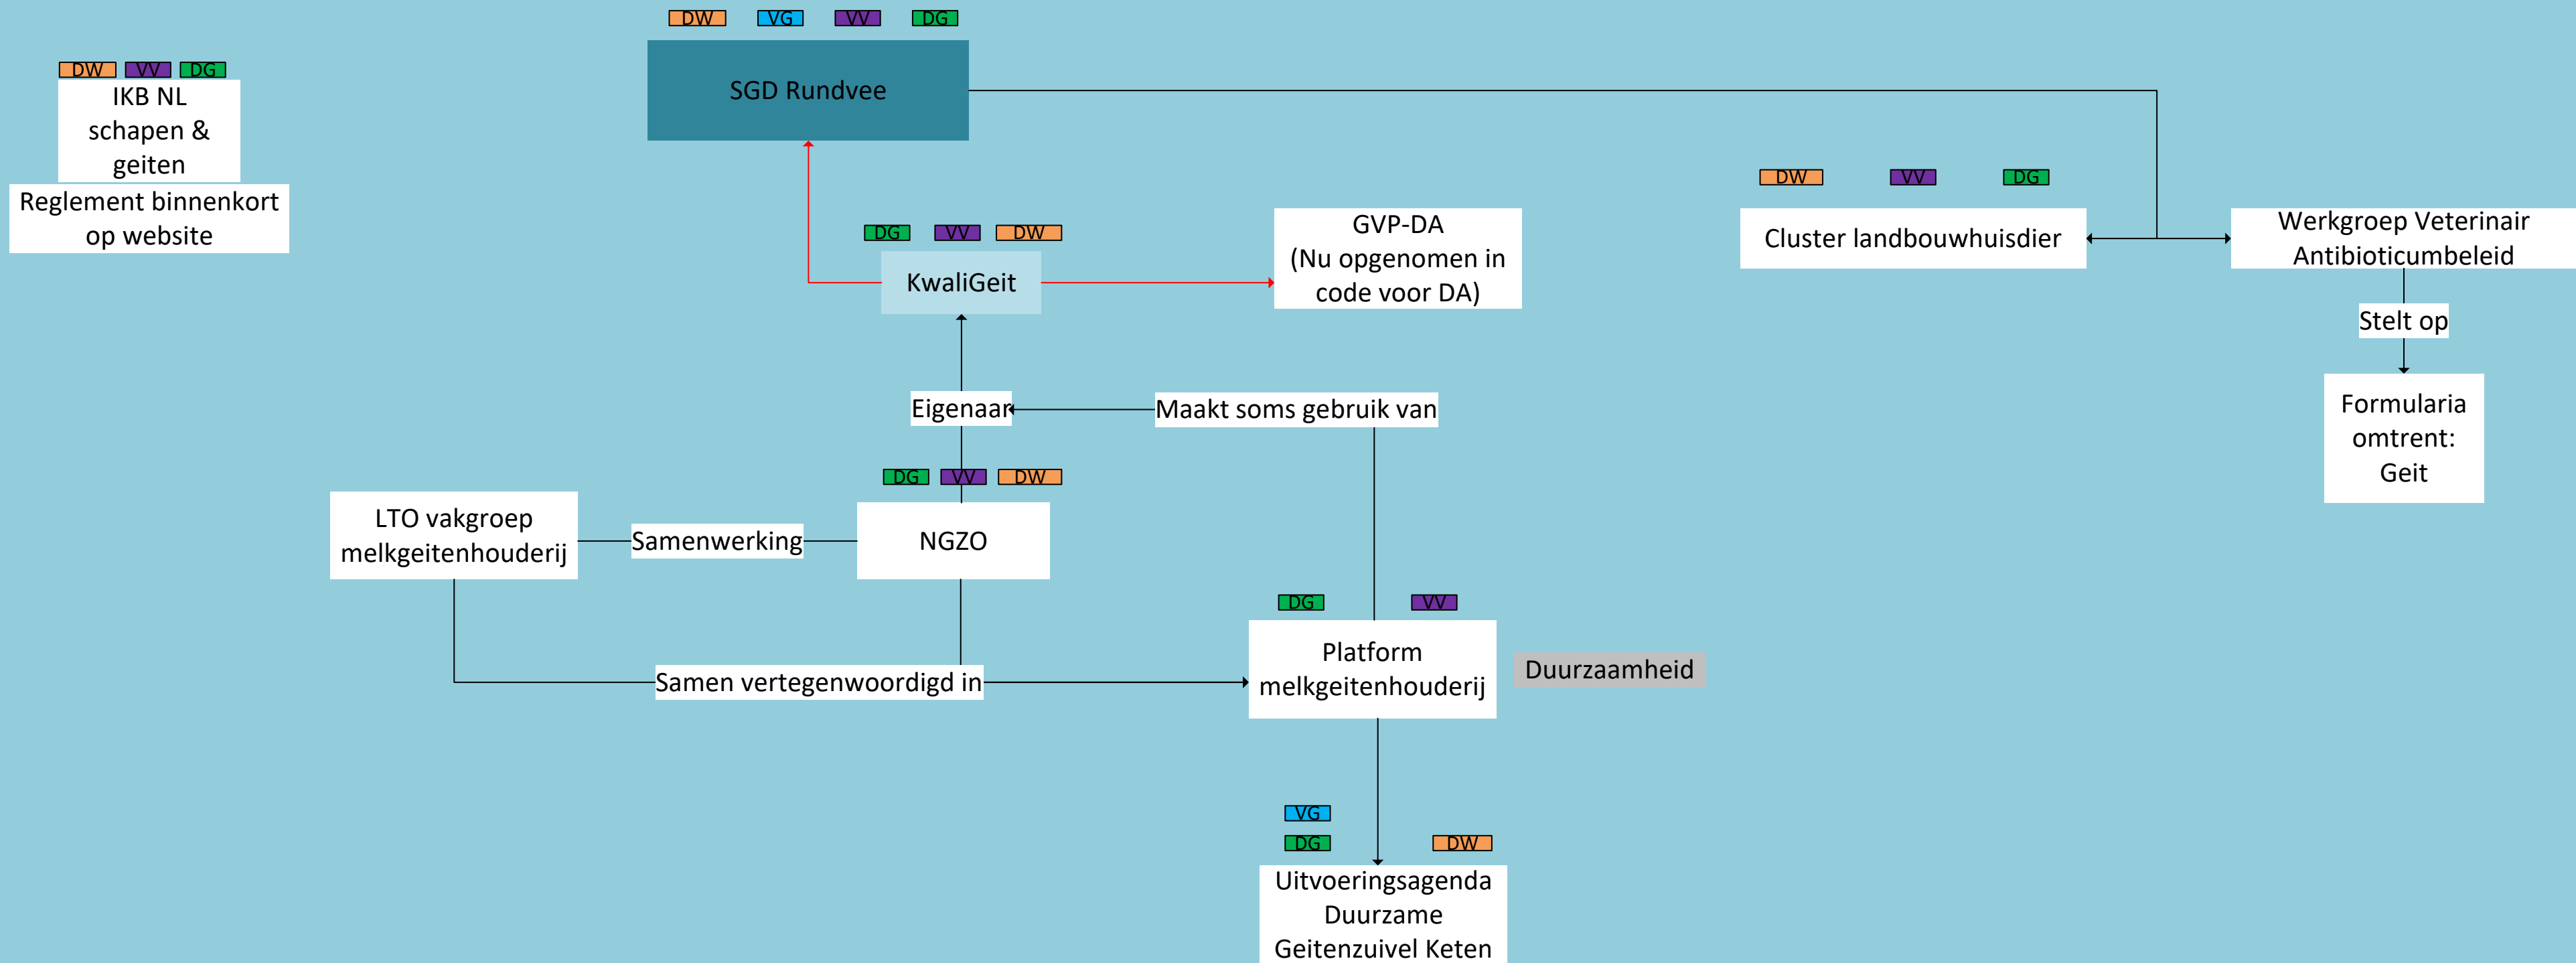 DW VG VV DG
SGD Rundvee
DW VV DG
IKB NL
schapen &
geiten
Reglement binnenkort
op website
DW VV DG
Cluster landbouwhuisdier
Werkgroep Veterinair
Antibioticumbeleid
Stelt op
Formularia
omtrent:
Geit
DG VV DW
KwaliGeit
GVP-DA
(Nu opgenomen in
code voor DA)
Eigenaar
Maakt soms gebruik van
DG VV DW
NGZO
LTO vakgroep
melkgeitenhouderij
Samenwerking
Samen vertegenwoordigd in
DG VV
Platform
melkgeitenhouderij
Duurzaamheid
VG
DG DW
Uitvoeringsagenda
Duurzame
Geitenzuivel Keten